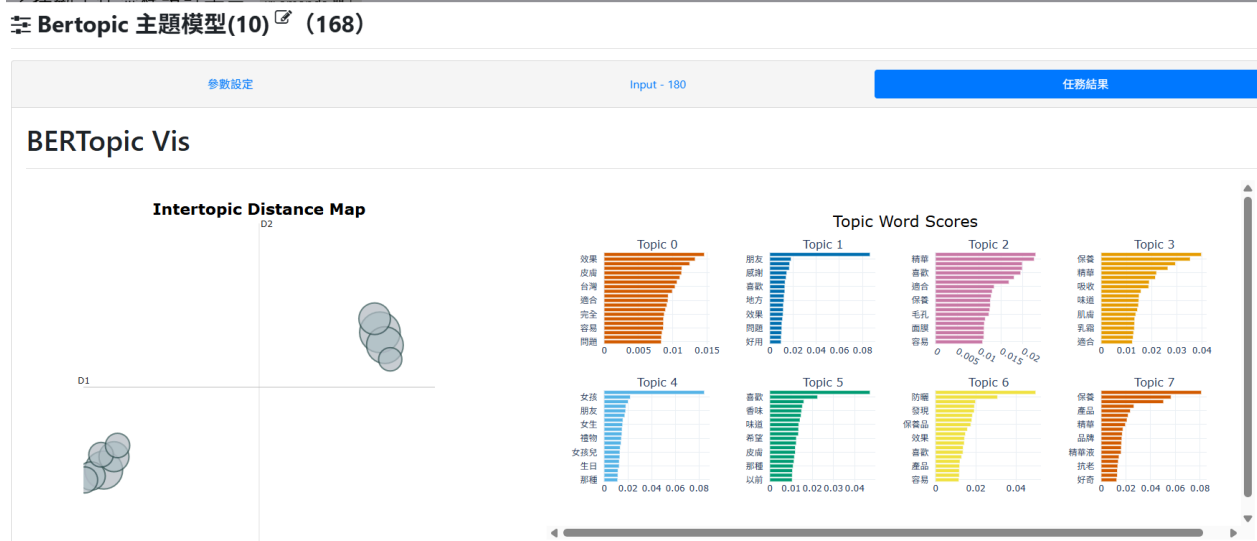 Bertopic 主題模型(10) （168）
參數設定 Input - 180 任務結果
BERTopic Vis
Intertopic Distance Map
D2
D1
Topic Word Scores
Topic 0
效果
皮膚
台灣
適合
完全
容易
問題
0 0.005 0.01 0.015
Topic 1
朋友
感謝
喜歡
地方
效果
問題
好用
0 0.02 0.04 0.06 0.08
Topic 2
精華
喜歡
適合
保養
毛孔
面膜
容易
0 0.005 0.01 0.015 0.02
Topic 3
保養
精華
吸收
味道
肌膚
乳霜
適合
0 0.01 0.02 0.03 0.04
Topic 4
女孩
朋友
女生
禮物
女孩兒
生日
那種
0 0.02 0.04 0.06 0.08
Topic 5
喜歡
香味
味道
希望
皮膚
那種
以前
0 0.01 0.02 0.03 0.04
Topic 6
防曬
發現
保養品
效果
喜歡
產品
容易
0 0.02 0.04
Topic 7
保養
產品
精華
品牌
精華液
抗老
好奇
0 0.02 0.04 0.06 0.08